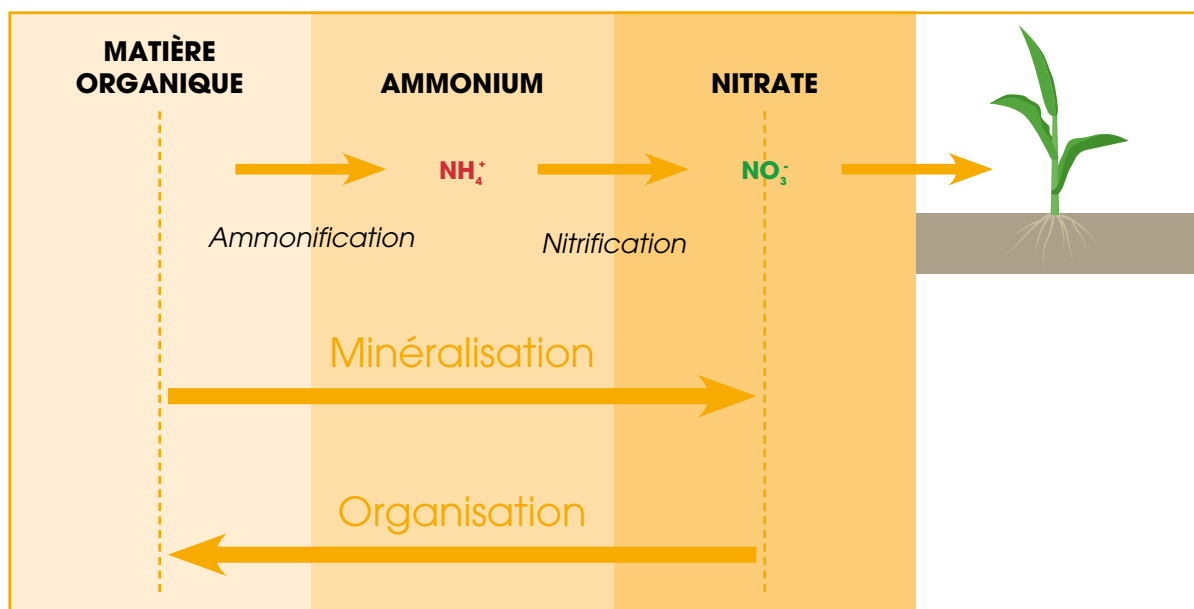 MATIÈRE
ORGANIQUE
AMMONIUM
NITRATE
NH₄⁺
NO₃⁻
Ammonification
Nitrification
Minéralisation
Organisation